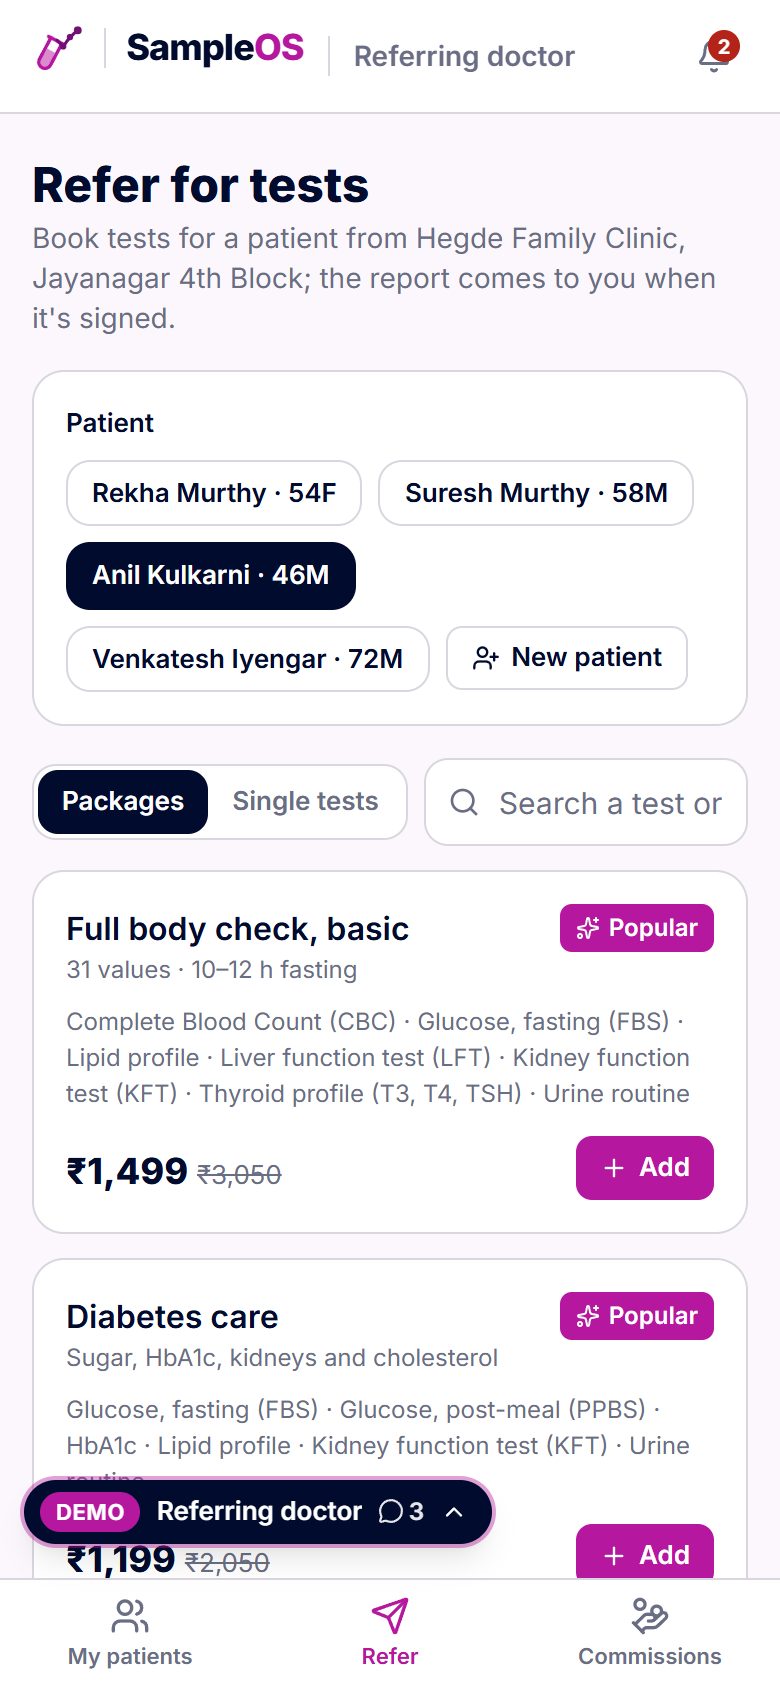 SampleOS
Referring doctor
2
Refer for tests
Book tests for a patient from Hegde Family Clinic,
Jayanagar 4th Block; the report comes to you when
it's signed.
Patient
Rekha Murthy · 54F
Suresh Murthy · 58M
Anil Kulkarni · 46M
Venkatesh Iyengar · 72M
New patient
Packages
Single tests
Search a test or
Full body check, basic
Popular
31 values · 10–12 h fasting
Complete Blood Count (CBC) · Glucose, fasting (FBS) ·
Lipid profile · Liver function test (LFT) · Kidney function
test (KFT) · Thyroid profile (T3, T4, TSH) · Urine routine
₹1,499 ₹3,050
+ Add
Diabetes care
Popular
Sugar, HbA1c, kidneys and cholesterol
Glucose, fasting (FBS) · Glucose, post-meal (PPBS) ·
HbA1c · Lipid profile · Kidney function test (KFT) · Urine
DEMO Referring doctor 3
₹1,199 ₹2,050
+ Add
My patients
Refer
Commissions